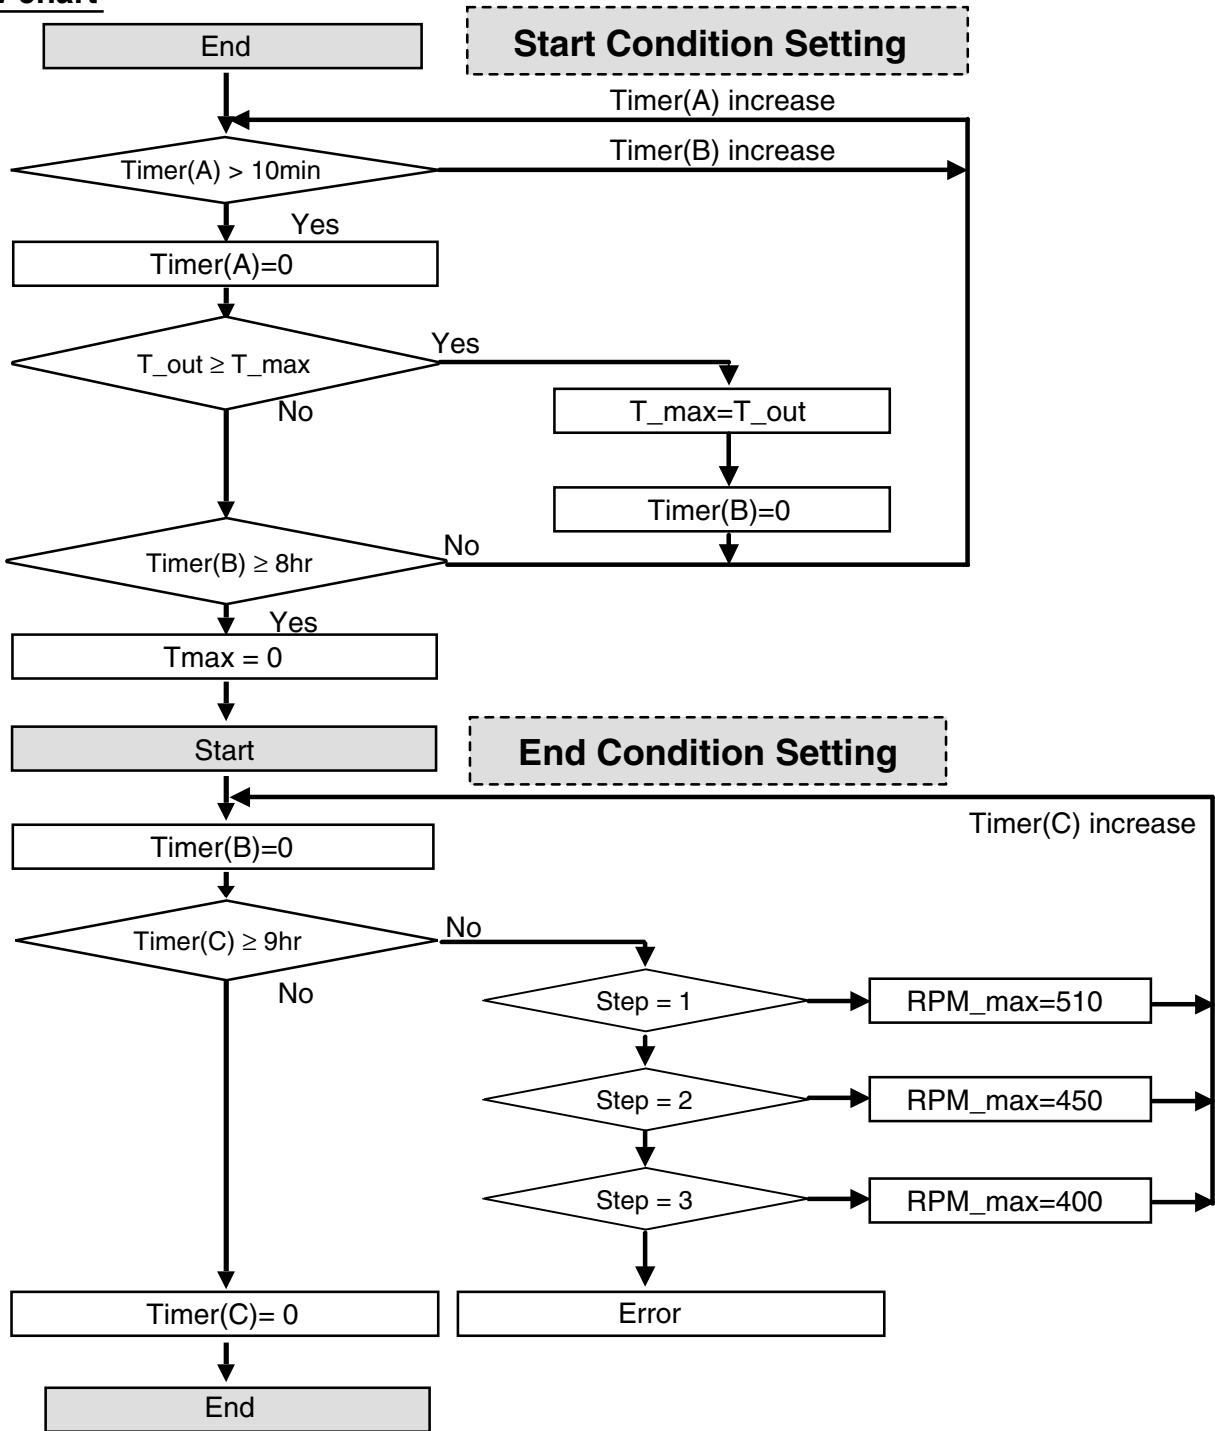 chart
End
Start Condition Setting
Timer(A) increase
Timer(B) increase
Timer(A) > 10min
Yes
Timer(A)=0
Yes
T_out ≥ T_max
No
T_max=T_out
Timer(B)=0
No
Timer(B) ≥ 8hr
Yes
Tmax = 0
Start
End Condition Setting
Timer(C) increase
Timer(B)=0
No
Timer(C) ≥ 9hr
No
Step = 1
RPM_max=510
Step = 2
RPM_max=450
Step = 3
RPM_max=400
Timer(C)= 0
Error
End